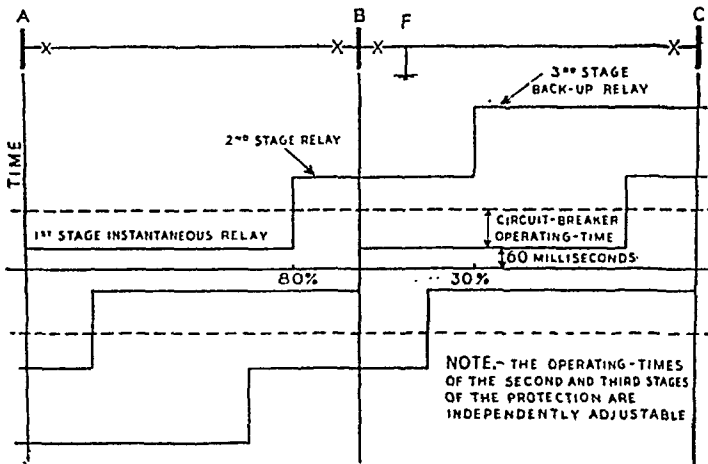 A B F C
X X X X
3RD STAGE
BACK-UP RELAY
2ND STAGE RELAY
TIME
1ST STAGE INSTANTANEOUS RELAY
CIRCUIT-BREAKER
OPERATING-TIME
60 MILLISECONDS
80% 30%
NOTE.- THE OPERATING-TIMES
OF THE SECOND AND THIRD STAGES
OF THE PROTECTION ARE
INDEPENDENTLY ADJUSTABLE